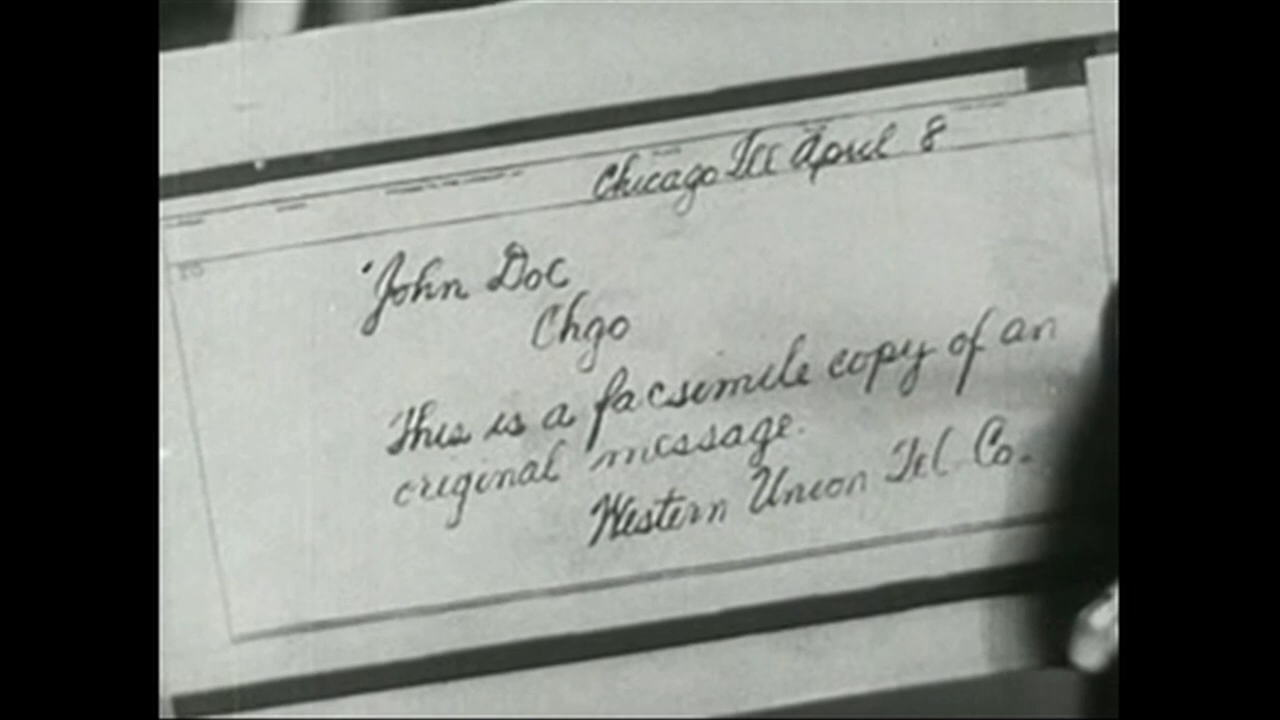 Chicago Ill April 8
TO
John Doe
Chgo
This is a facsimile copy of an
original message.
Western Union Tel Co.